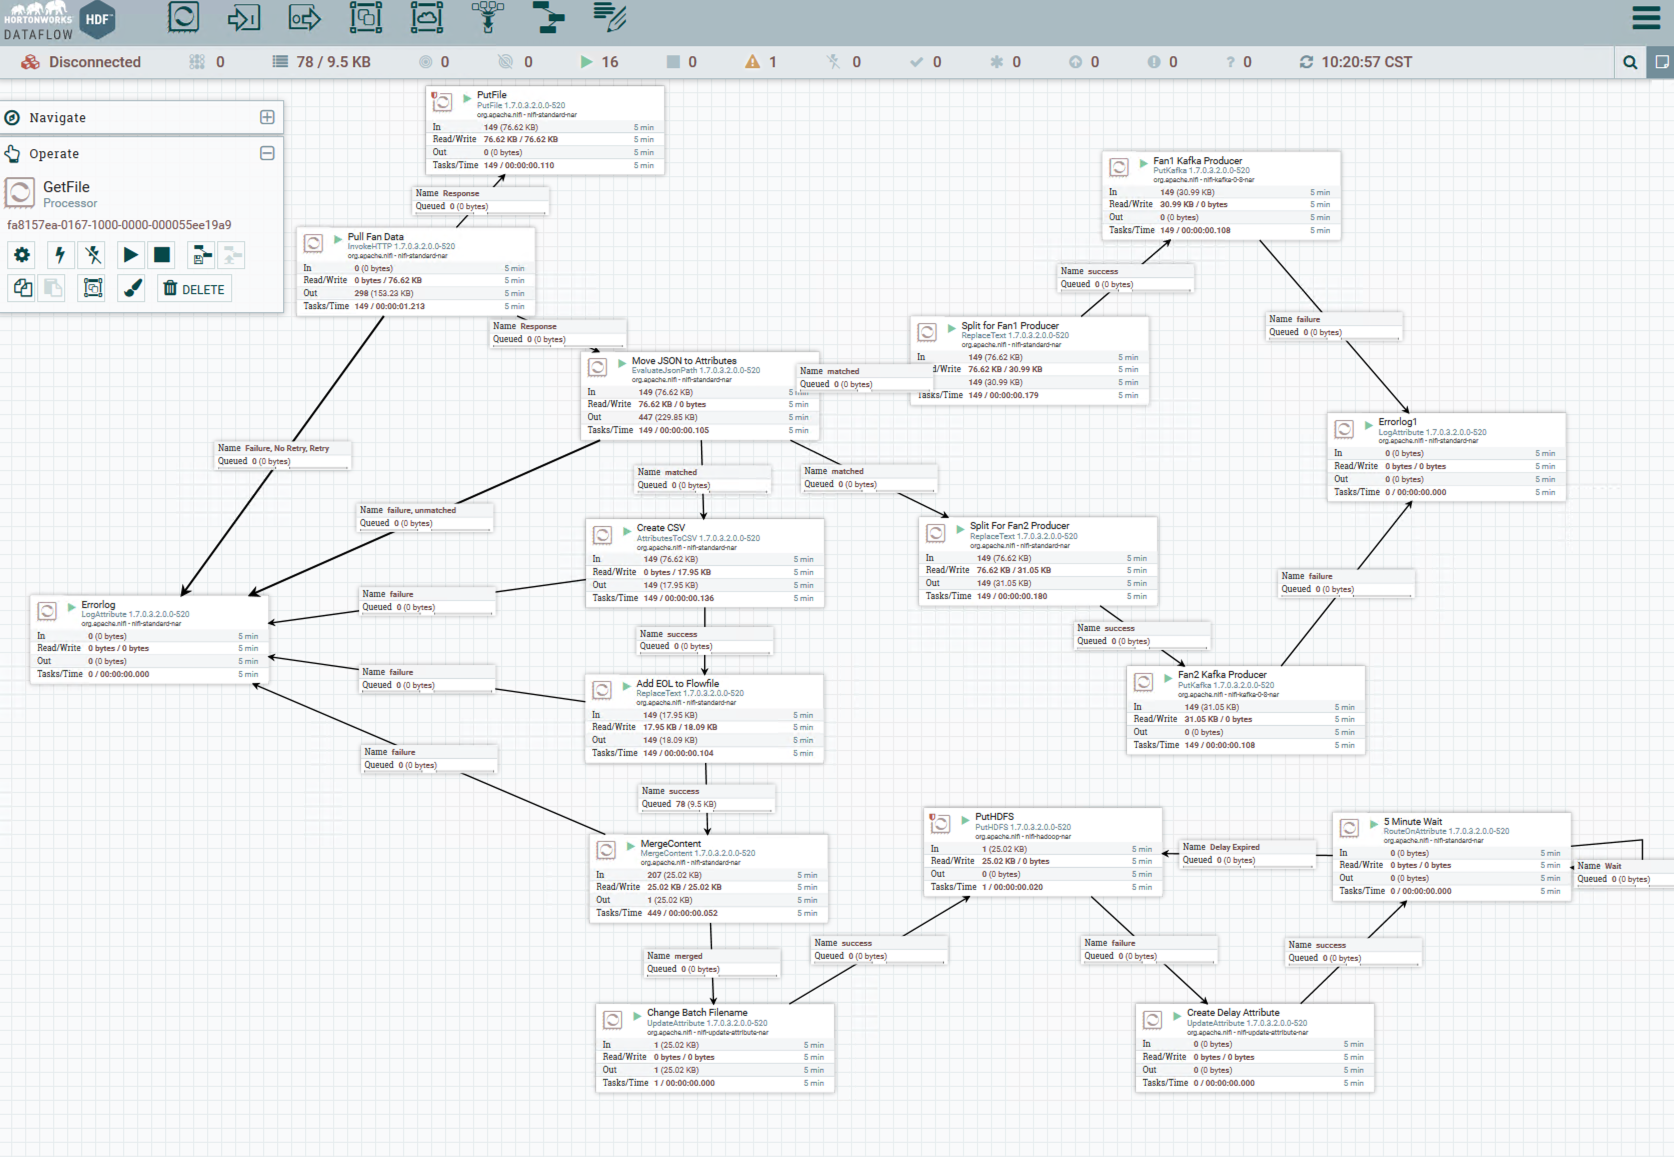 HORTONWORKS
DATAFLOW
HDF
Disconnected 0 78 / 9.5 KB 0 0 16 0 1 0 0 0 0 0 0 10:20:57 CST
Navigate
Operate
GetFile
Processor
fa8157ea-0167-1000-0000-000055ee19a9
DELETE
PutFile
PutFile 1.7.0.3.2.0.0-520
org.apache.nifi - nifi-standard-nar
In 149 (76.62 KB) 5 min
Read/Write 76.62 KB / 76.62 KB 5 min
Out 0 (0 bytes) 5 min
Tasks/Time 149 / 00:00:00.110 5 min
Name Response
Queued 0 (0 bytes)
Pull Fan Data
InvokeHTTP 1.7.0.3.2.0.0-520
org.apache.nifi - nifi-standard-nar
In 0 (0 bytes) 5 min
Read/Write 0 bytes / 76.62 KB 5 min
Out 298 (153.23 KB) 5 min
Tasks/Time 149 / 00:00:01.213 5 min
Name Response
Queued 0 (0 bytes)
Move JSON to Attributes
EvaluateJsonPath 1.7.0.3.2.0.0-520
org.apache.nifi - nifi-standard-nar
In 149 (76.62 KB) 5 min
Read/Write 76.62 KB / 0 bytes 5 min
Out 447 (229.85 KB) 5 min
Tasks/Time 149 / 00:00:00.105 5 min
Name matched
Queued 0 (0 bytes)
Split for Fan1 Producer
ReplaceText 1.7.0.3.2.0.0-520
org.apache.nifi - nifi-standard-nar
In 149 (76.62 KB) 5 min
d/Write 76.62 KB / 30.99 KB 5 min
149 (30.99 KB) 5 min
Tasks/Time 149 / 00:00:00.179 5 min
Name success
Queued 0 (0 bytes)
Fan1 Kafka Producer
PutKafka 1.7.0.3.2.0.0-520
org.apache.nifi - nifi-kafka-0-8-nar
In 149 (30.99 KB) 5 min
Read/Write 30.99 KB / 0 bytes 5 min
Out 0 (0 bytes) 5 min
Tasks/Time 149 / 00:00:00.108 5 min
Name failure
Queued 0 (0 bytes)
Errorlog1
LogAttribute 1.7.0.3.2.0.0-520
org.apache.nifi - nifi-standard-nar
In 0 (0 bytes) 5 min
Read/Write 0 bytes / 0 bytes 5 min
Out 0 (0 bytes) 5 min
Tasks/Time 0 / 00:00:00.000 5 min
Name Failure, No Retry, Retry
Queued 0 (0 bytes)
Name failure, unmatched
Queued 0 (0 bytes)
Name matched
Queued 0 (0 bytes)
Name matched
Queued 0 (0 bytes)
Create CSV
AttributesToCSV 1.7.0.3.2.0.0-520
org.apache.nifi - nifi-standard-nar
In 149 (76.62 KB) 5 min
Read/Write 0 bytes / 17.95 KB 5 min
Out 149 (17.95 KB) 5 min
Tasks/Time 149 / 00:00:00.136 5 min
Split For Fan2 Producer
ReplaceText 1.7.0.3.2.0.0-520
org.apache.nifi - nifi-standard-nar
In 149 (76.62 KB) 5 min
Read/Write 76.62 KB / 31.05 KB 5 min
Out 149 (31.05 KB) 5 min
Tasks/Time 149 / 00:00:00.180 5 min
Name failure
Queued 0 (0 bytes)
Name failure
Queued 0 (0 bytes)
Errorlog
LogAttribute 1.7.0.3.2.0.0-520
org.apache.nifi - nifi-standard-nar
In 0 (0 bytes) 5 min
Read/Write 0 bytes / 0 bytes 5 min
Out 0 (0 bytes) 5 min
Tasks/Time 0 / 00:00:00.000 5 min
Name success
Queued 0 (0 bytes)
Name success
Queued 0 (0 bytes)
Name failure
Queued 0 (0 bytes)
Add EOL to Flowfile
ReplaceText 1.7.0.3.2.0.0-520
org.apache.nifi - nifi-standard-nar
In 149 (17.95 KB) 5 min
Read/Write 17.95 KB / 18.09 KB 5 min
Out 149 (18.09 KB) 5 min
Tasks/Time 149 / 00:00:00.104 5 min
Fan2 Kafka Producer
PutKafka 1.7.0.3.2.0.0-520
org.apache.nifi - nifi-kafka-0-8-nar
In 149 (31.05 KB) 5 min
Read/Write 31.05 KB / 0 bytes 5 min
Out 0 (0 bytes) 5 min
Tasks/Time 149 / 00:00:00.108 5 min
Name failure
Queued 0 (0 bytes)
Name success
Queued 78 (9.5 KB)
MergeContent
MergeContent 1.7.0.3.2.0.0-520
org.apache.nifi - nifi-standard-nar
In 207 (25.02 KB) 5 min
Read/Write 25.02 KB / 25.02 KB 5 min
Out 1 (25.02 KB) 5 min
Tasks/Time 449 / 00:00:00.052 5 min
PutHDFS
PutHDFS 1.7.0.3.2.0.0-520
org.apache.nifi - nifi-hadoop-nar
In 1 (25.02 KB) 5 min
Read/Write 25.02 KB / 0 bytes 5 min
Out 0 (0 bytes) 5 min
Tasks/Time 1 / 00:00:00.020 5 min
Name Delay Expired
Queued 0 (0 bytes)
5 Minute Wait
RouteOnAttribute 1.7.0.3.2.0.0-520
org.apache.nifi - nifi-standard-nar
In 0 (0 bytes) 5 min
Read/Write 0 bytes / 0 bytes 5 min
Out 0 (0 bytes) 5 min
Tasks/Time 0 / 00:00:00.000 5 min
Name Wait
Queued 0 (0 bytes)
Name merged
Queued 0 (0 bytes)
Name success
Queued 0 (0 bytes)
Name failure
Queued 0 (0 bytes)
Name success
Queued 0 (0 bytes)
Change Batch Filename
UpdateAttribute 1.7.0.3.2.0.0-520
org.apache.nifi - nifi-update-attribute-nar
In 1 (25.02 KB) 5 min
Read/Write 0 bytes / 0 bytes 5 min
Out 1 (25.02 KB) 5 min
Tasks/Time 1 / 00:00:00.000 5 min
Create Delay Attribute
UpdateAttribute 1.7.0.3.2.0.0-520
org.apache.nifi - nifi-update-attribute-nar
In 0 (0 bytes) 5 min
Read/Write 0 bytes / 0 bytes 5 min
Out 0 (0 bytes) 5 min
Tasks/Time 0 / 00:00:00.000 5 min